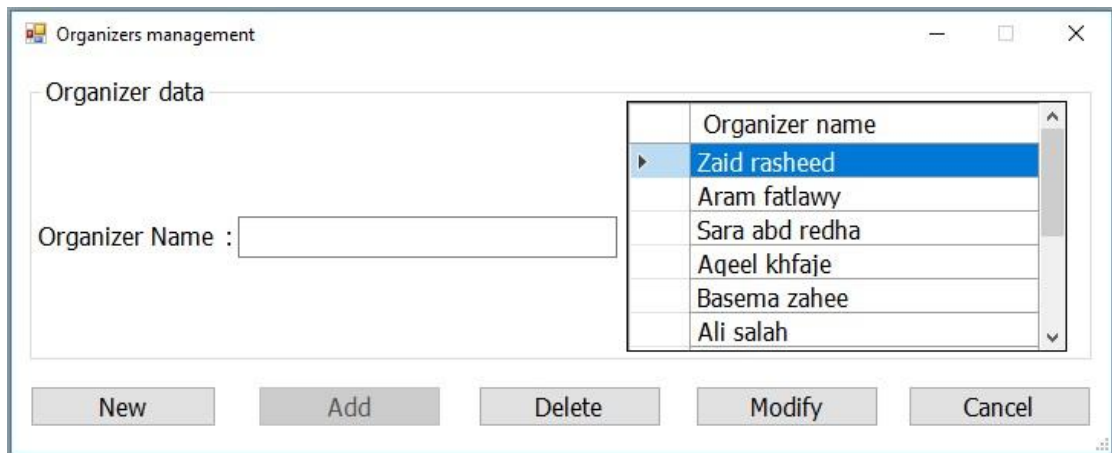 Organizers management
Organizer data
Organizer name
Zaid rasheed
Aram fatlawy
Sara abd redha
Organizer Name :
Aqeel khfaje
Basema zahee
Ali salah
New Add Delete Modify Cancel